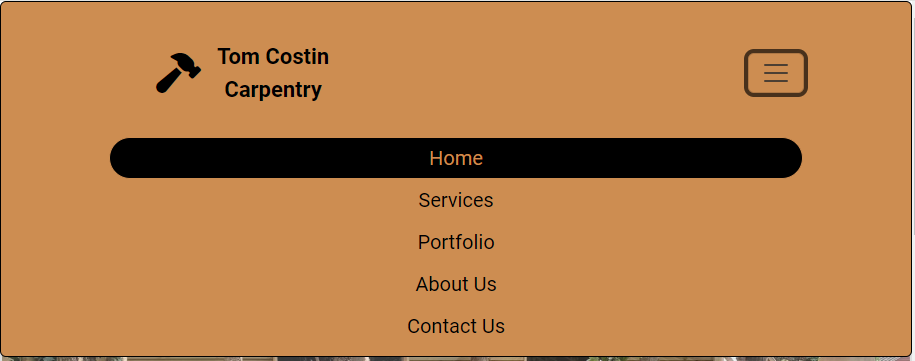 Tom Costin
Carpentry
Home
Services
Portfolio
About Us
Contact Us